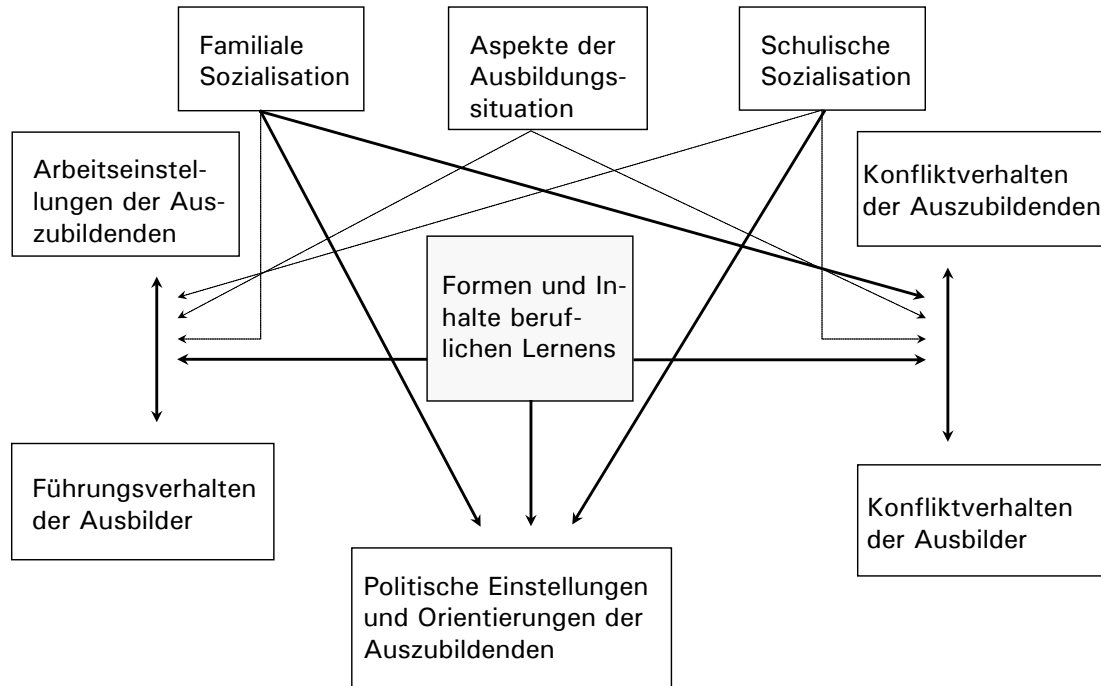 Familiale
Sozialisation
Aspekte der
Ausbildungs-
situation
Schulische
Sozialisation
Arbeitseinstel-
lungen der Aus-
zubildenden
Konfliktverhalten
der Auszubildenden
Formen und In-
halte beruf-
lichen Lernens
Führungsverhalten
der Ausbilder
Konfliktverhalten
der Ausbilder
Politische Einstellungen
und Orientierungen der
Auszubildenden